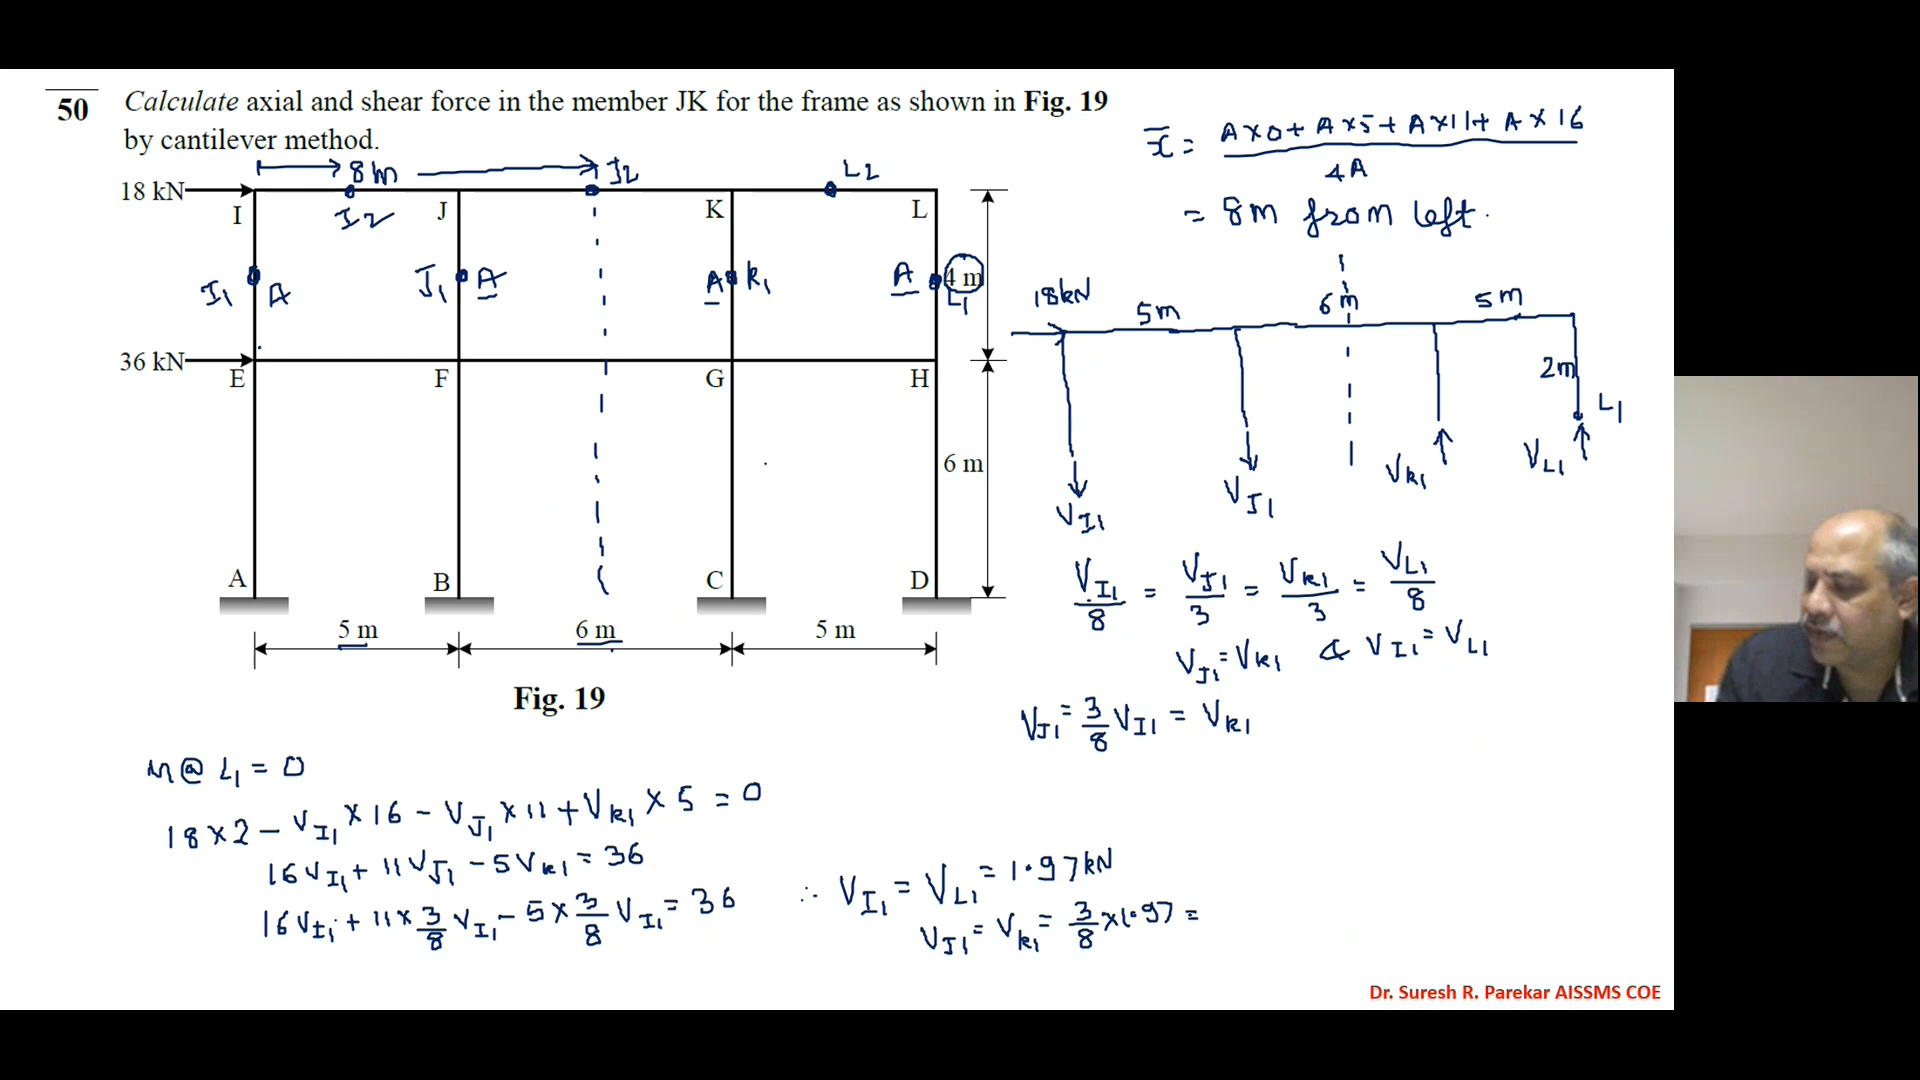 50 Calculate axial and shear force in the member JK for the frame as shown in Fig. 19
by cantilever method.
8m J2 L2
18 kN
I I2 J K L
I1 A J1 A A K1 A 4 m L1
36 kN
E F G H
6 m
A B C D
5 m 6 m 5 m
Fig. 19
x̄ = A×0 + A×5 + A×11 + A×16 / 4A
= 8m from left.
18kN 5m 6m 5m
2m L1
VI1 VJ1 VK1 VL1
VI1/8 = VJ1/3 = VK1/3 = VL1/8
VJ1 = VK1 & VI1 = VL1
VJ1 = 3/8 VI1 = VK1
M@ L1 = 0
18×2 − VI1×16 − VJ1×11 + VK1×5 = 0
16VI1 + 11VJ1 − 5VK1 = 36
16VI1 + 11×3/8 VI1 − 5×3/8 VI1 = 36
∴ VI1 = VL1 = 1.97kN
VJ1 = VK1 = 3/8×1.97 =
Dr. Suresh R. Parekar AISSMS COE